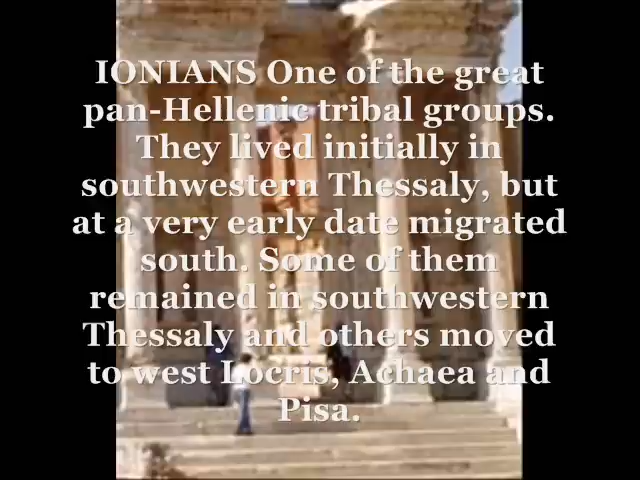 IONIANS One of the great
pan-Hellenic tribal groups.
They lived initially in
southwestern Thessaly, but
at a very early date migrated
south. Some of them
remained in southwestern
Thessaly and others moved
to west Locris, Achaea and
Pisa.